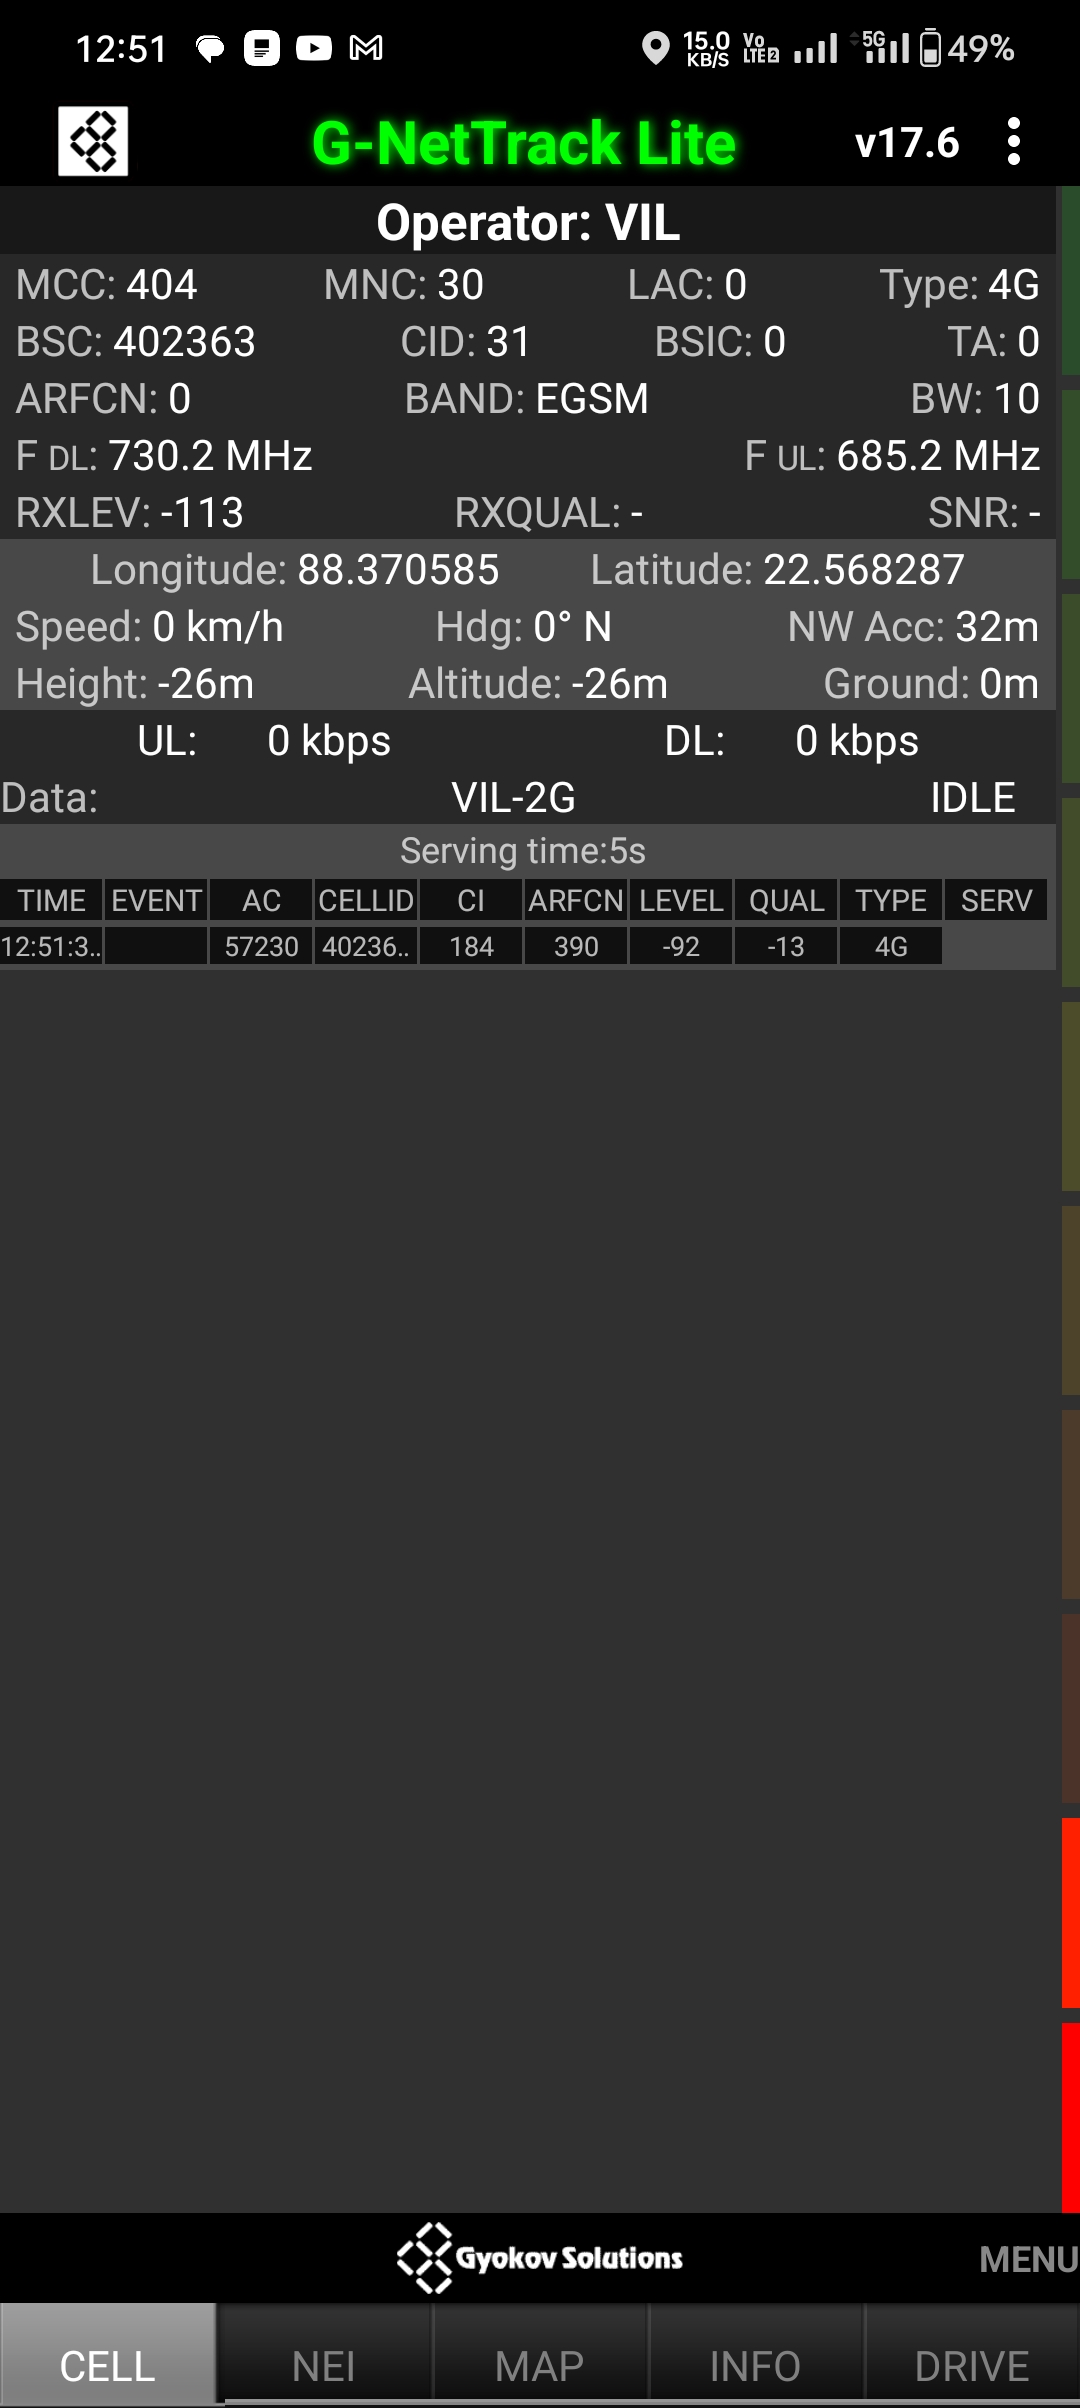 12:51 15.0 KB/S Vo LTE 2 5G 49%
G-NetTrack Lite v17.6
Operator: VIL
MCC: 404 MNC: 30 LAC: 0 Type: 4G
BSC: 402363 CID: 31 BSIC: 0 TA: 0
ARFCN: 0 BAND: EGSM BW: 10
F DL: 730.2 MHz F UL: 685.2 MHz
RXLEV: -113 RXQUAL: - SNR: -
Longitude: 88.370585 Latitude: 22.568287
Speed: 0 km/h Hdg: 0° N NW Acc: 32m
Height: -26m Altitude: -26m Ground: 0m
UL: 0 kbps DL: 0 kbps
Data: VIL-2G IDLE
Serving time:5s
TIME EVENT AC CELLID CI ARFCN LEVEL QUAL TYPE SERV
12:51:3.. 57230 40236.. 184 390 -92 -13 4G
Gyokov Solutions MENU
CELL NEI MAP INFO DRIVE